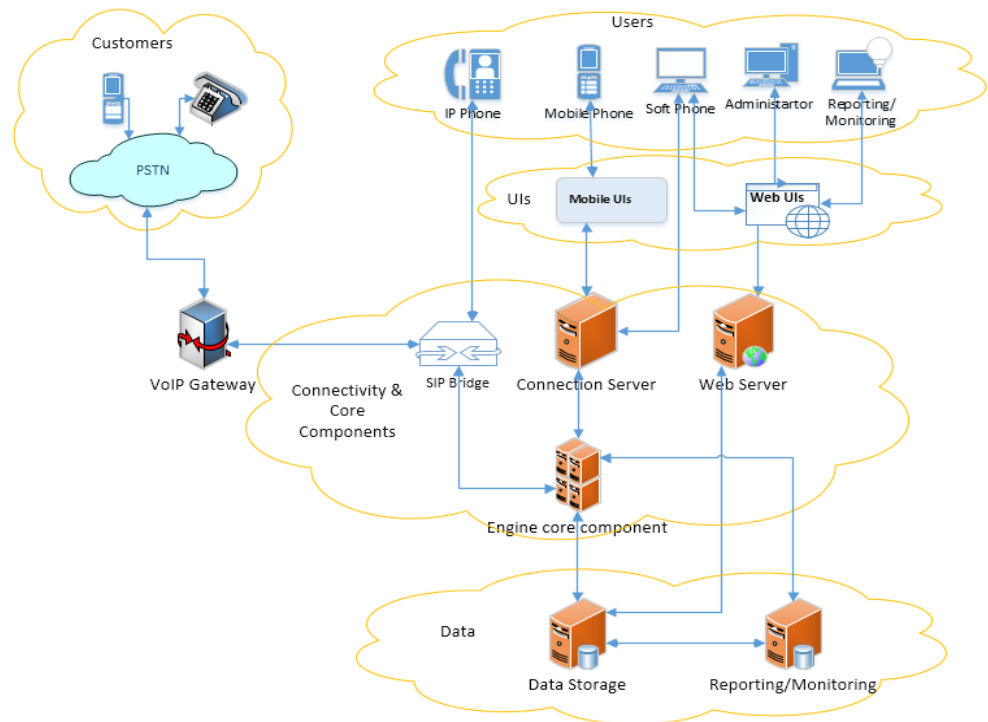 Customers
Users
IP Phone
Mobile Phone
Soft Phone
Administartor
Reporting/
Monitoring
PSTN
UIs
Mobile UIs
Web UIs
VoIP Gateway
SIP Bridge
Connection Server
Web Server
Connectivity &
Core
Components
Engine core component
Data
Data Storage
Reporting/Monitoring